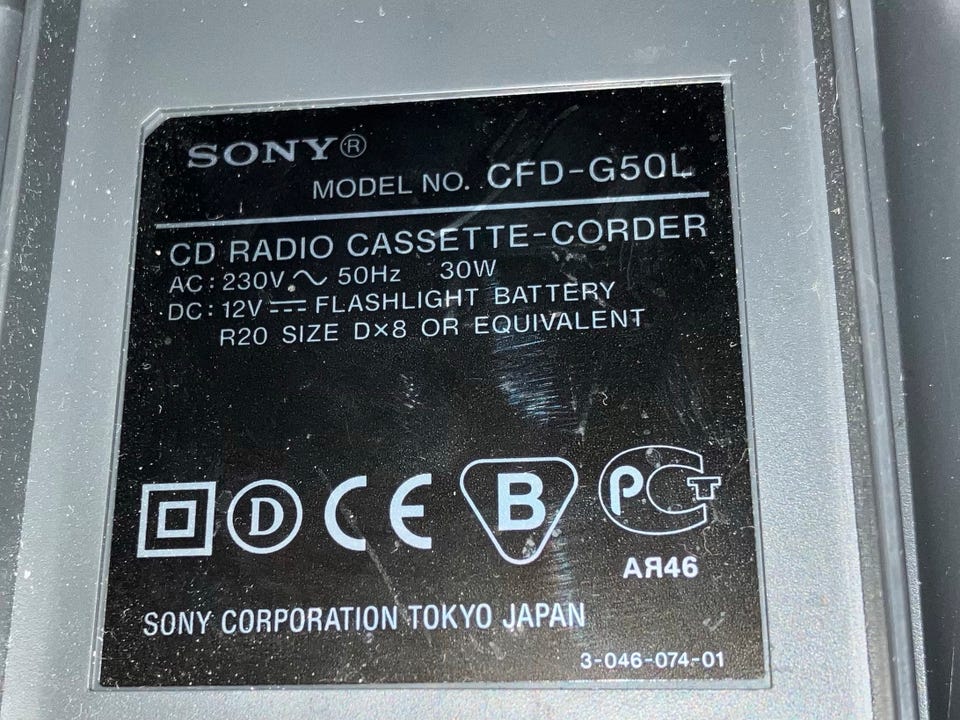 SONY®
MODEL NO. CFD-G50L
CD RADIO CASSETTE-CORDER
AC: 230V ~ 50Hz 30W
DC: 12V ⎓ FLASHLIGHT BATTERY
R20 SIZE D×8 OR EQUIVALENT
D CE B РСТ
АЯ46
SONY CORPORATION TOKYO JAPAN
3-046-074-01